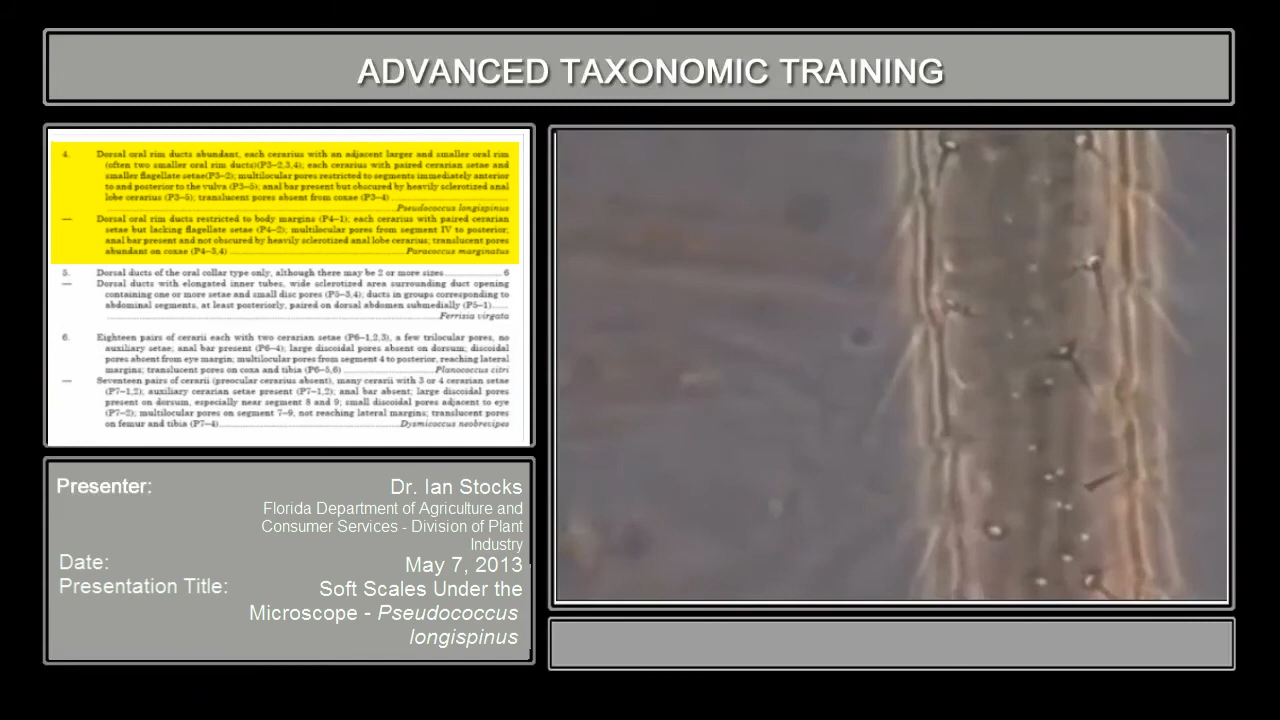 ADVANCED TAXONOMIC TRAINING
4. Dorsal oral rim ducts abundant, each cerarius with an adjacent larger and smaller oral rim
(often two smaller oral rim ducts)(P3–2,3,4); each cerarius with paired cerarian setae and
smaller flagellate setae(P3–2); multilocular pores restricted to segments immediately anterior
to and posterior to the vulva (P3–5); anal bar present but obscured by heavily sclerotized anal
lobe cerarius (P3–5); translucent pores absent from coxae (P3–4)
Pseudococcus longispinus
— Dorsal oral rim ducts restricted to body margins (P4–1); each cerarius with paired cerarian
setae but lacking flagellate setae (P4–2); multilocular pores from segment IV to posterior;
anal bar present and not obscured by heavily sclerotized anal lobe cerarius; translucent pores
abundant on coxae (P4–3,4) Paracoccus marginatus
5. Dorsal ducts of the oral collar type only, although there may be 2 or more sizes 6
— Dorsal ducts with elongated inner tubes, wide sclerotized area surrounding duct opening
containing one or more setae and small disc pores (P5–3,4); ducts in groups corresponding to
abdominal segments, at least posteriorly, paired on dorsal abdomen submedially (P5–1)
Ferrisia virgata
6. Eighteen pairs of cerarii each with two cerarian setae (P6–1,2,3), a few trilocular pores, no
auxiliary setae; anal bar present (P6–4); large discoidal pores absent on dorsum; discoidal
pores absent from eye margin; multilocular pores from segment 4 to posterior, reaching lateral
margins; translucent pores on coxa and tibia (P6–5,6) Planococcus citri
— Seventeen pairs of cerarii (preocular cerarius absent), many cerarii with 3 or 4 cerarian setae
(P7–1,2); auxiliary cerarian setae present (P7–1,2); anal bar absent; large discoidal pores
present on dorsum, especially near segment 8 and 9; small discoidal pores adjacent to eye
(P7–2); multilocular pores on segment 7–9, not reaching lateral margins; translucent pores
on femur and tibia (P7–4) Dysmicoccus neobrevipes
Presenter: Dr. Ian Stocks
Florida Department of Agriculture and
Consumer Services - Division of Plant
Industry
Date: May 7, 2013
Presentation Title: Soft Scales Under the
Microscope - Pseudococcus
longispinus